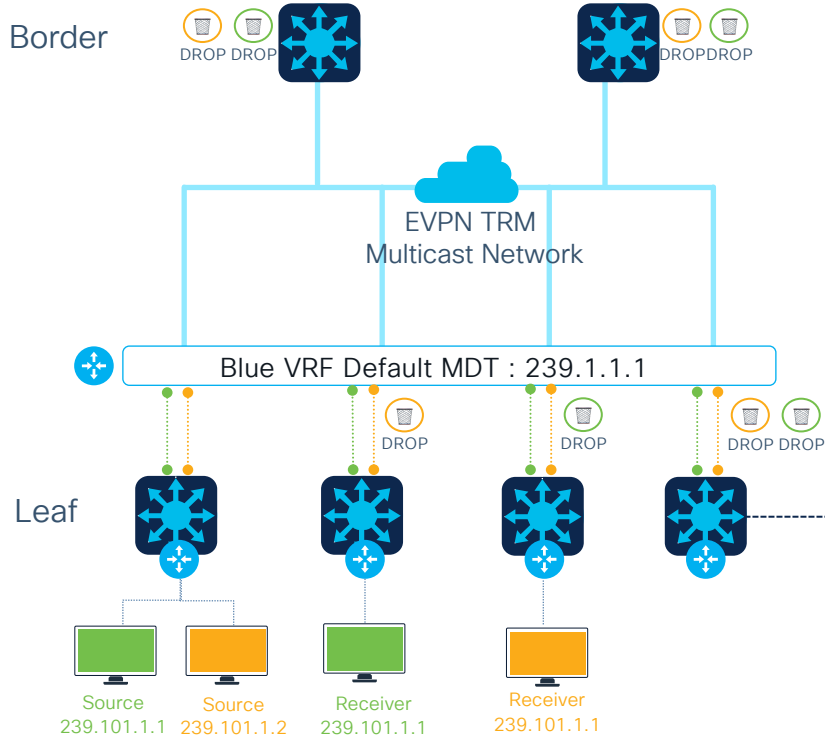 Border
DROP DROP
DROP DROP
EVPN TRM
Multicast Network
Blue VRF Default MDT : 239.1.1.1
DROP
DROP
DROP DROP
Leaf
Source
239.101.1.1
Source
239.101.1.2
Receiver
239.101.1.1
Receiver
239.101.1.1